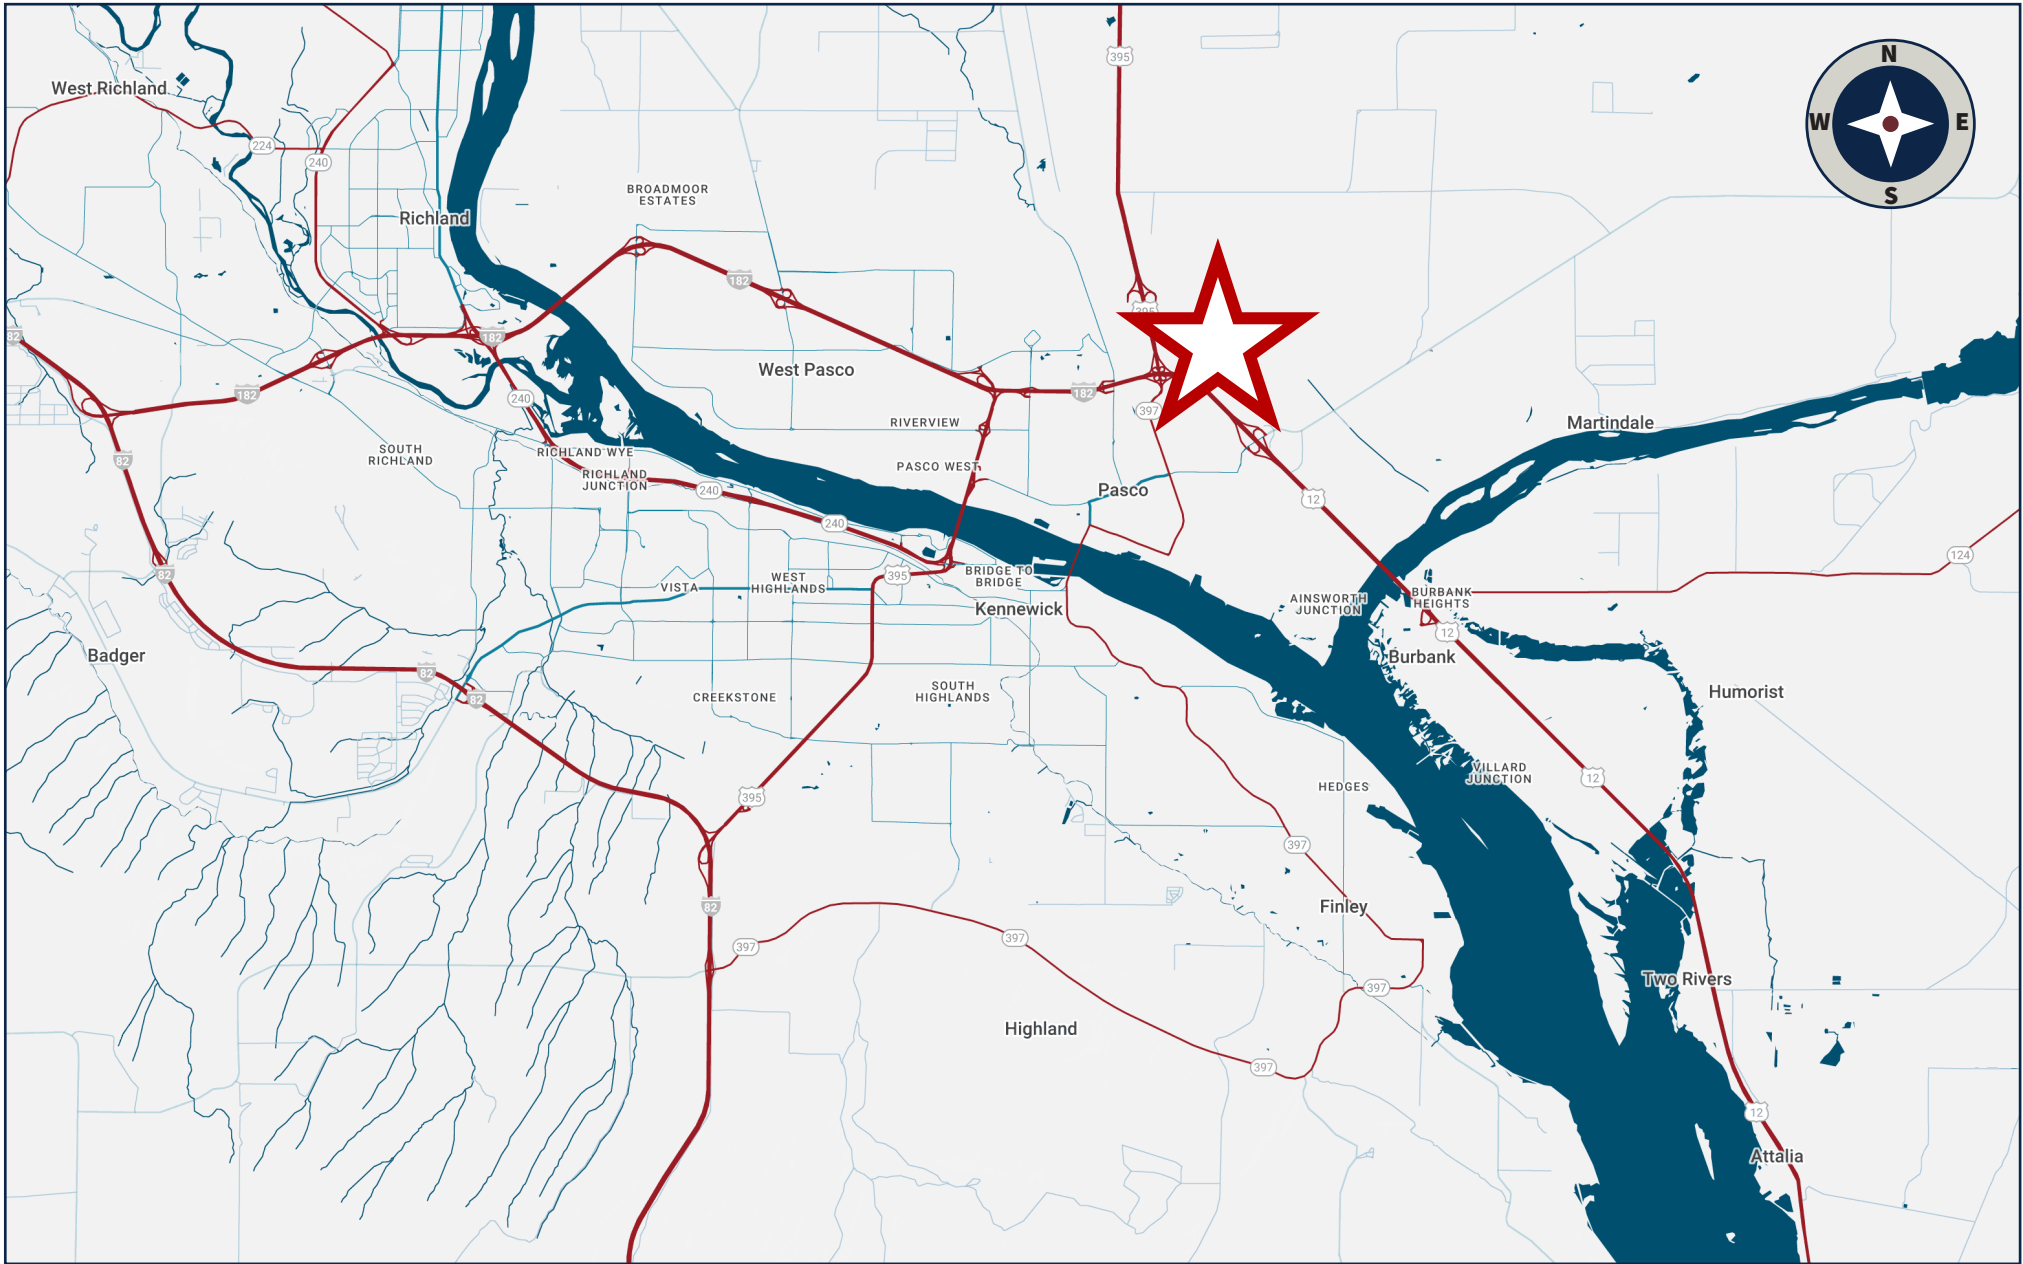 395
N
W
E
S
West Richland
224
240
BROADMOOR
ESTATES
Richland
182
395
82
182
182
West Pasco
182
240
397
RIVERVIEW
Martindale
SOUTH
RICHLAND
82
RICHLAND WYE
PASCO WEST
RICHLAND
JUNCTION
240
Pasco
12
240
124
82
395
BRIDGE TO
BRIDGE
VISTA
WEST
HIGHLANDS
Kennewick
AINSWORTH
JUNCTION
BURBANK
HEIGHTS
12
Badger
Burbank
82
82
CREEKSTONE
SOUTH
HIGHLANDS
Humorist
VILLARD
JUNCTION
12
HEDGES
395
397
82
Finley
397
397
Two Rivers
397
Highland
397
12
Attalia